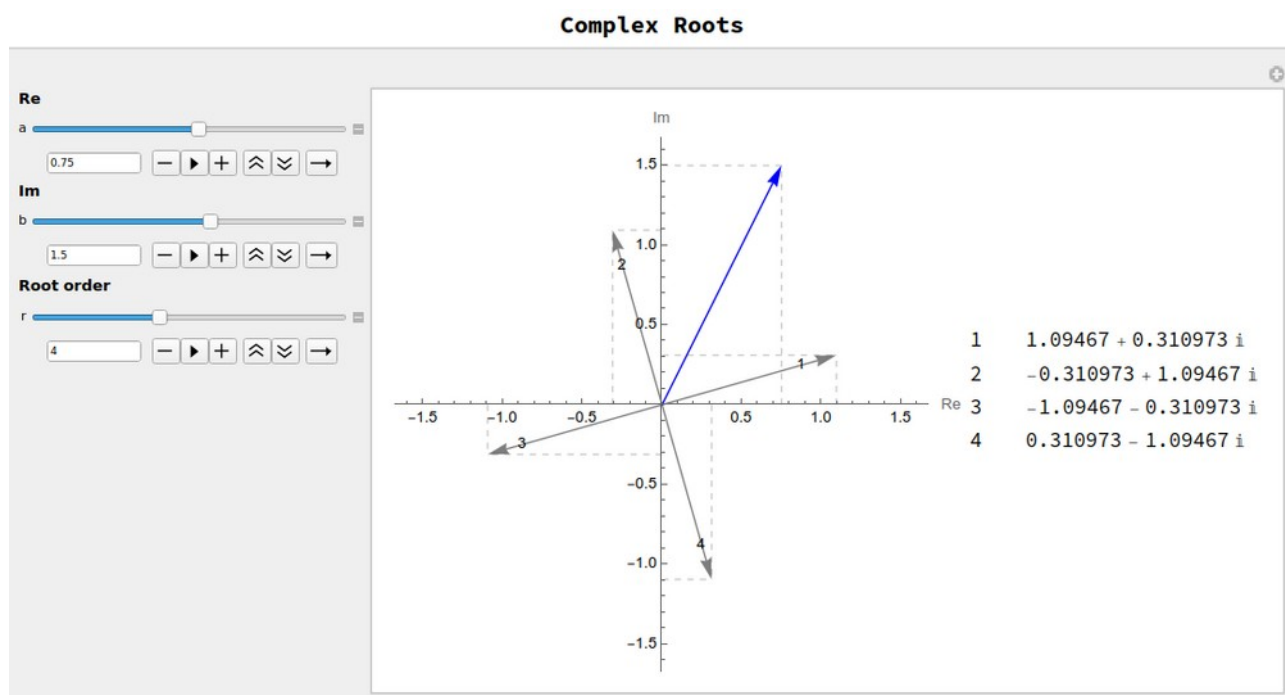 Complex Roots
Re
a
0.75
Im
b
1.5
Root order
r
4
Im
1.5
1.0
0.5
−0.5
−1.0
−1.5
−1.5 −1.0 −0.5 0.5 1.0 1.5 Re
1
2
3
4
1 1.09467 + 0.310973 i
2 −0.310973 + 1.09467 i
3 −1.09467 − 0.310973 i
4 0.310973 − 1.09467 i